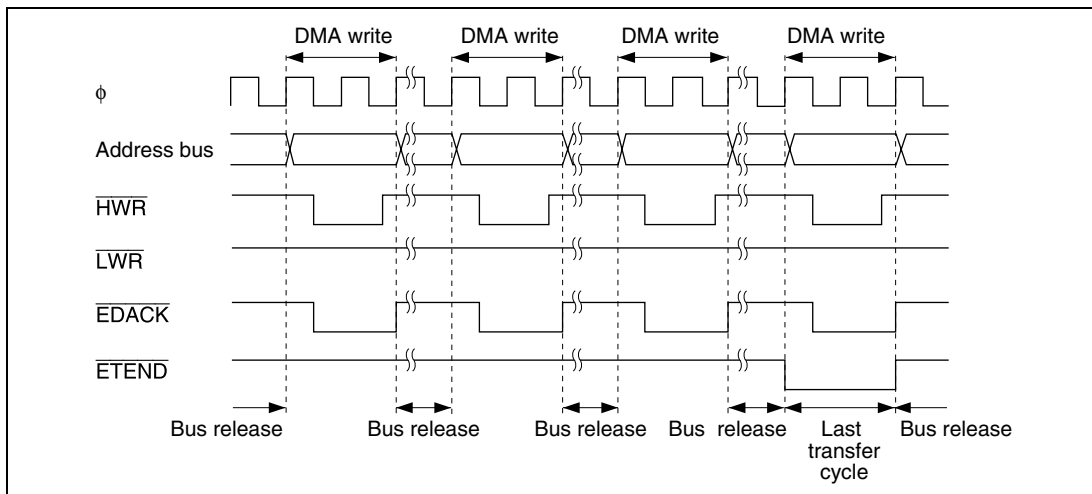 DMA write DMA write DMA write DMA write
φ
Address bus
HWR
LWR
EDACK
ETEND
Bus release Bus release Bus release Bus release Last transfer cycle Bus release